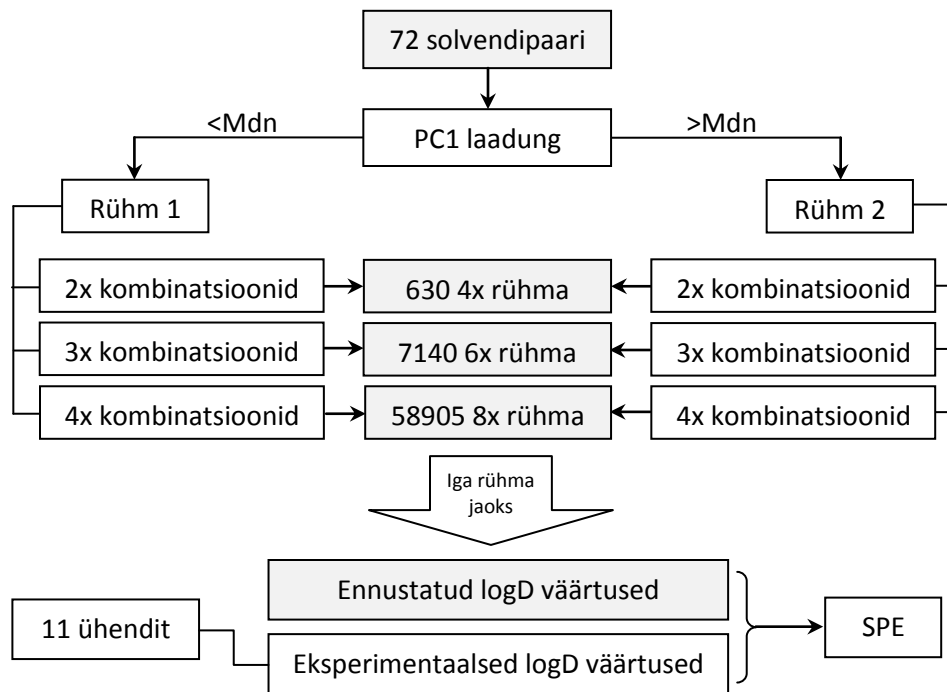 72 solvendipaari
<Mdn
PC1 laadung
>Mdn
Rühm 1
Rühm 2
2x kombinatsioonid
630 4x rühma
2x kombinatsioonid
3x kombinatsioonid
7140 6x rühma
3x kombinatsioonid
4x kombinatsioonid
58905 8x rühma
4x kombinatsioonid
Iga rühma
jaoks
Ennustatud logD väärtused
11 ühendit
SPE
Eksperimentaalsed logD väärtused